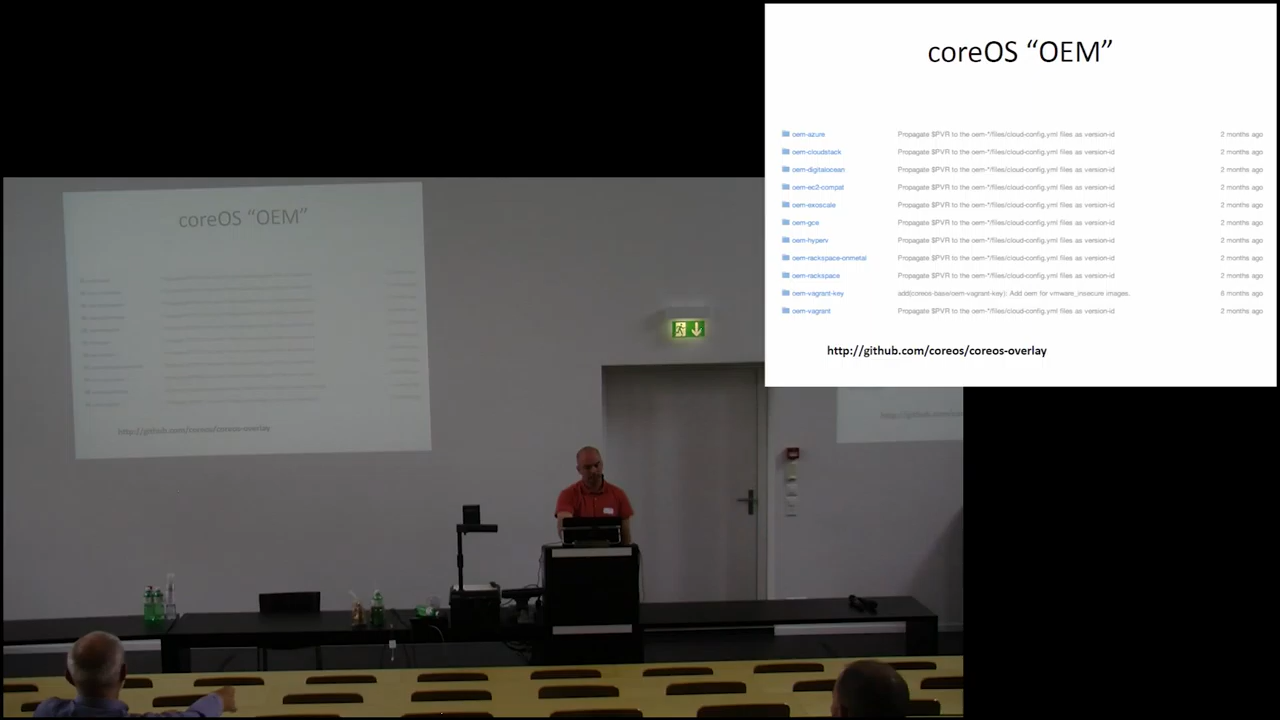 coreOS “OEM”
oem-azure Propagate $PVR to the oem-*/files/cloud-config.yml files as version-id 2 months ago
oem-cloudstack Propagate $PVR to the oem-*/files/cloud-config.yml files as version-id 2 months ago
oem-digitalocean Propagate $PVR to the oem-*/files/cloud-config.yml files as version-id 2 months ago
oem-ec2-compat Propagate $PVR to the oem-*/files/cloud-config.yml files as version-id 2 months ago
oem-exoscale Propagate $PVR to the oem-*/files/cloud-config.yml files as version-id 2 months ago
oem-gce Propagate $PVR to the oem-*/files/cloud-config.yml files as version-id 2 months ago
oem-hyperv Propagate $PVR to the oem-*/files/cloud-config.yml files as version-id 2 months ago
oem-rackspace-onmetal Propagate $PVR to the oem-*/files/cloud-config.yml files as version-id 2 months ago
oem-rackspace Propagate $PVR to the oem-*/files/cloud-config.yml files as version-id 2 months ago
oem-vagrant-key add(coreos-base/oem-vagrant-key): Add oem for vmware_insecure images. 6 months ago
oem-vagrant Propagate $PVR to the oem-*/files/cloud-config.yml files as version-id 2 months ago
http://github.com/coreos/coreos-overlay
coreOS “OEM”
http://github.com/coreos/coreos-overlay